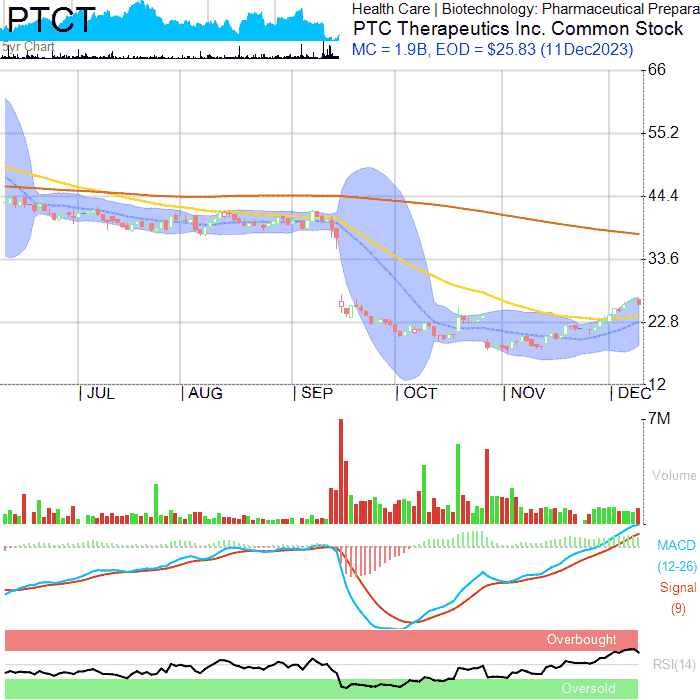 PTCT
5yr Chart
Health Care | Biotechnology: Pharmaceutical Prepara
PTC Therapeutics Inc. Common Stock
MC = 1.9B, EOD = $25.83 (11Dec2023)
66
55.2
44.4
33.6
22.8
12
JUL AUG SEP OCT NOV DEC
7M
Volume
MACD
(12-26)
Signal
(9)
Overbought
RSI(14)
Oversold